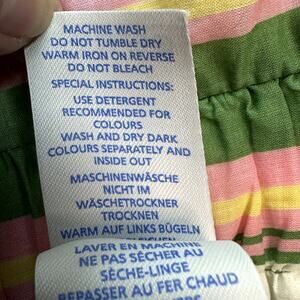 MACHINE WASH
DO NOT TUMBLE DRY
WARM IRON ON REVERSE
DO NOT BLEACH
SPECIAL INSTRUCTIONS:
USE DETERGENT
RECOMMENDED FOR
COLOURS
WASH AND DRY DARK
COLOURS SEPARATELY AND
INSIDE OUT
MASCHINENWÄSCHE
NICHT IM
WÄSCHETROCKNER
TROCKNEN
WARM AUF LINKS BÜGELN
LAVER EN MACHINE
NE PAS SÉCHER AU
SÈCHE-LINGE
REPASSER AU FER CHAUD